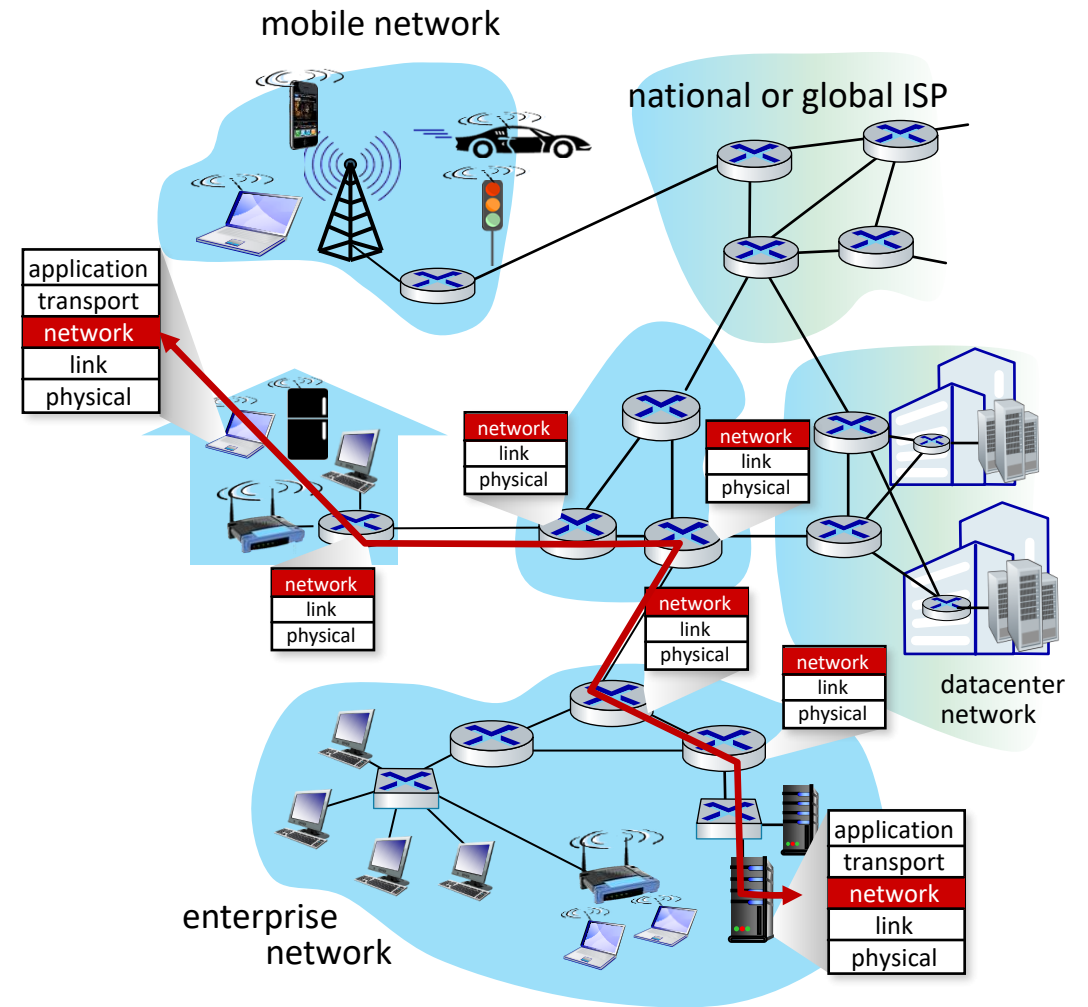 mobile network
national or global ISP
application
transport
network
link
physical
network
link
physical
network
link
physical
network
link
physical
network
link
physical
network
link
physical
datacenter
network
application
transport
network
link
physical
enterprise
network